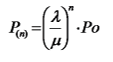 P(n) = (λ/μ)^n · Po